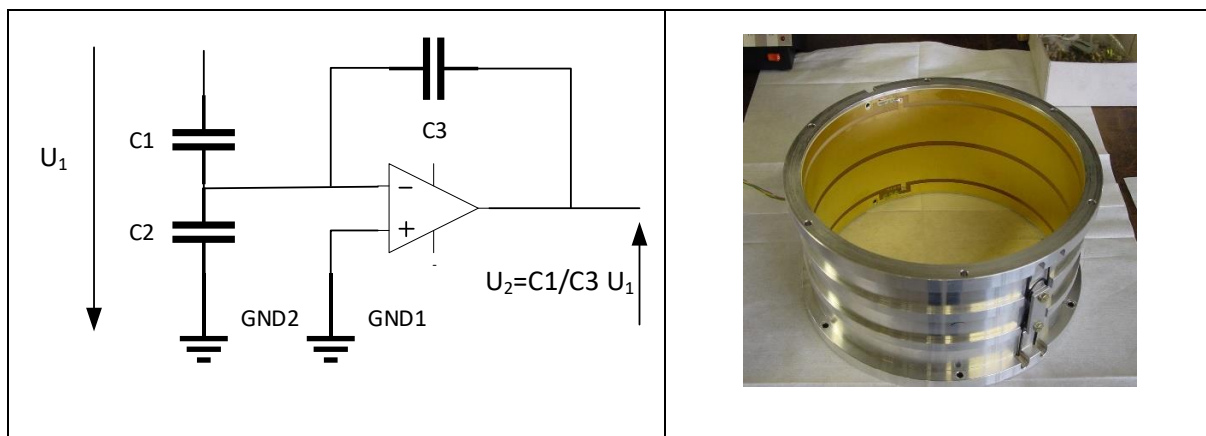 C3
C1
U₁
−
C2
+
-
U₂=C1/C3 U₁
GND2
GND1